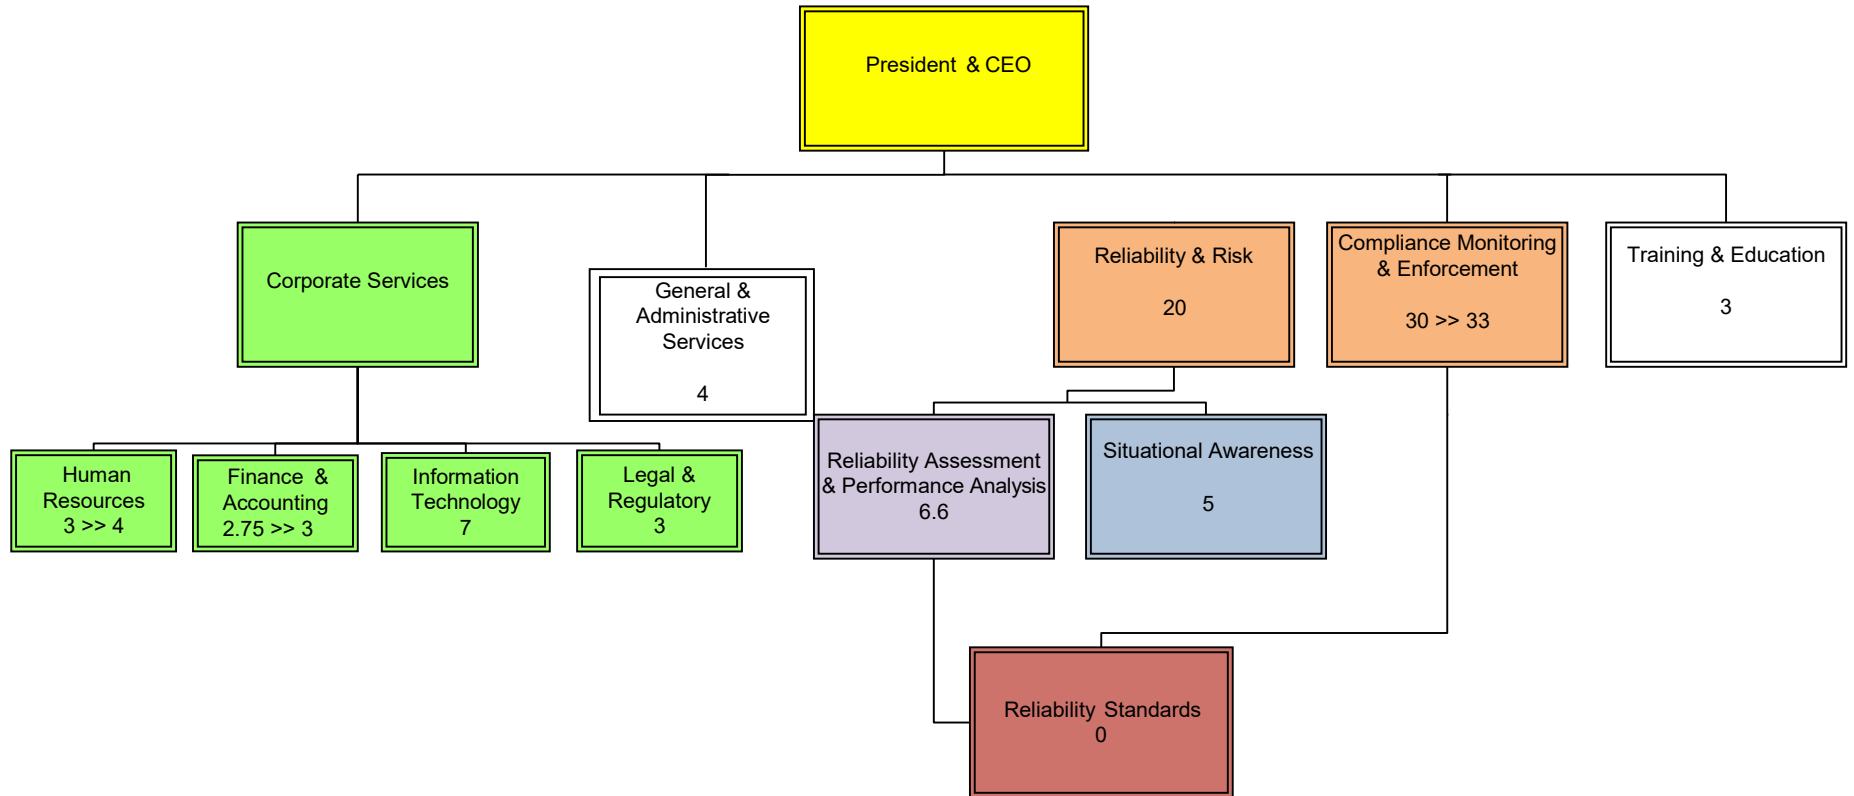 President & CEO
Corporate Services
General &
Administrative
Services
4
Reliability & Risk
20
Compliance Monitoring
& Enforcement
30 >> 33
Training & Education
3
Human
Resources
3 >> 4
Finance &
Accounting
2.75 >> 3
Information
Technology
7
Legal &
Regulatory
3
Reliability Assessment
& Performance Analysis
6.6
Situational Awareness
5
Reliability Standards
0